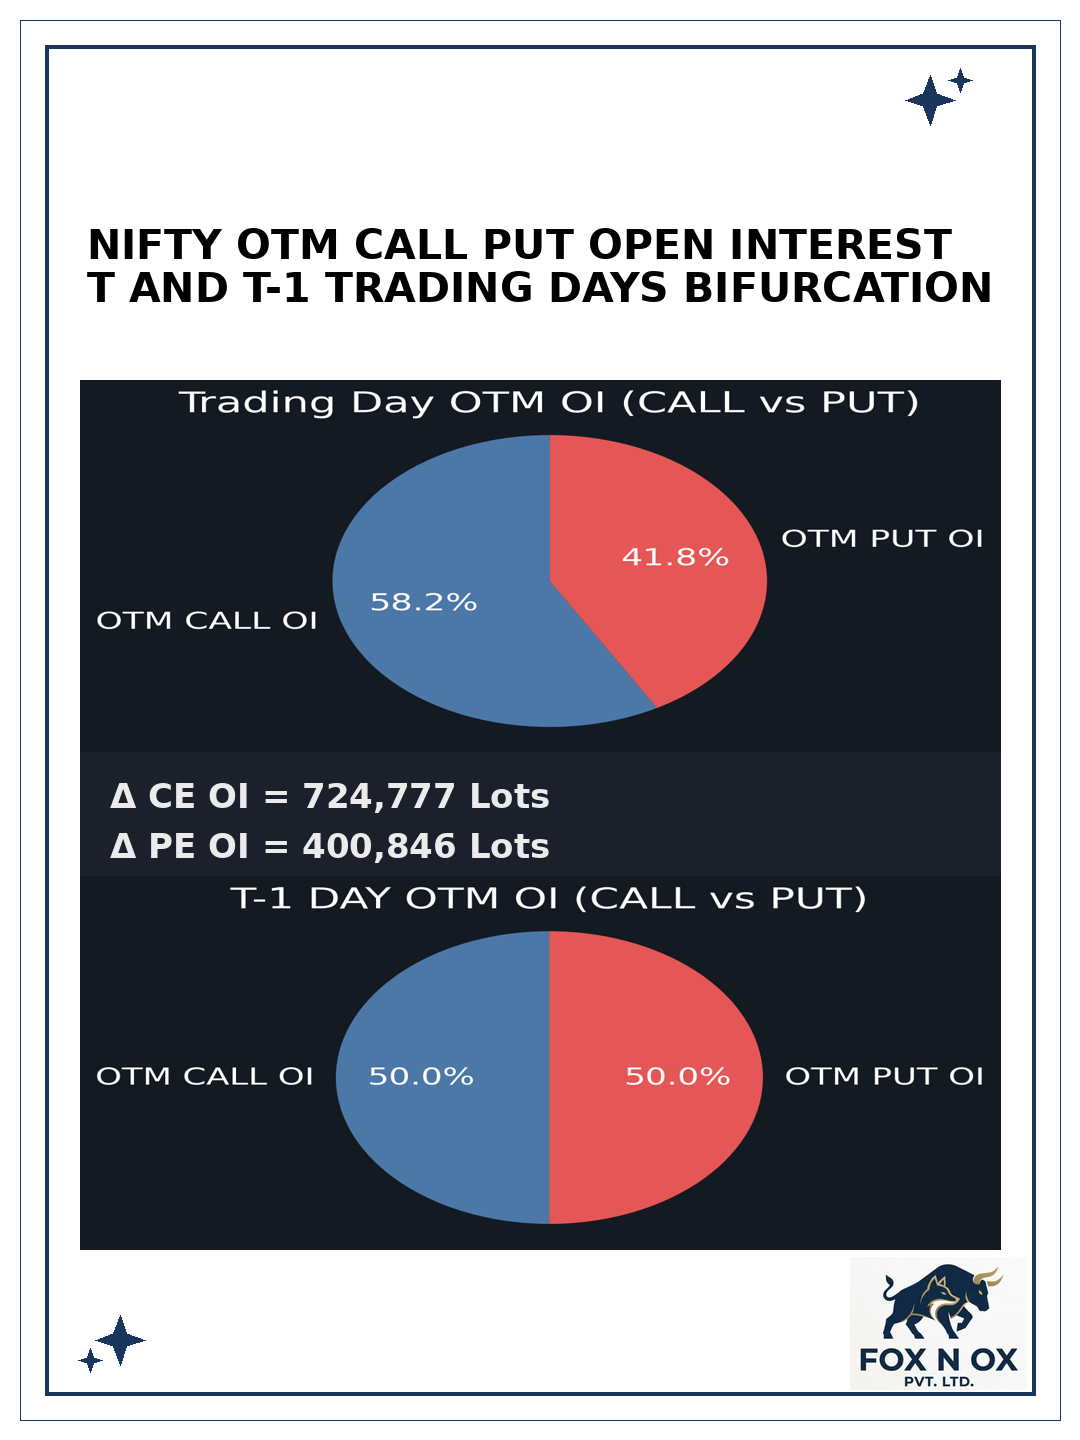 NIFTY OTM CALL PUT OPEN INTEREST
T AND T-1 TRADING DAYS BIFURCATION
Trading Day OTM OI (CALL vs PUT)
OTM PUT OI
41.8%
58.2%
OTM CALL OI
Δ CE OI = 724,777 Lots
Δ PE OI = 400,846 Lots
T-1 DAY OTM OI (CALL vs PUT)
OTM CALL OI
50.0%
50.0%
OTM PUT OI
FOX N OX
PVT. LTD.